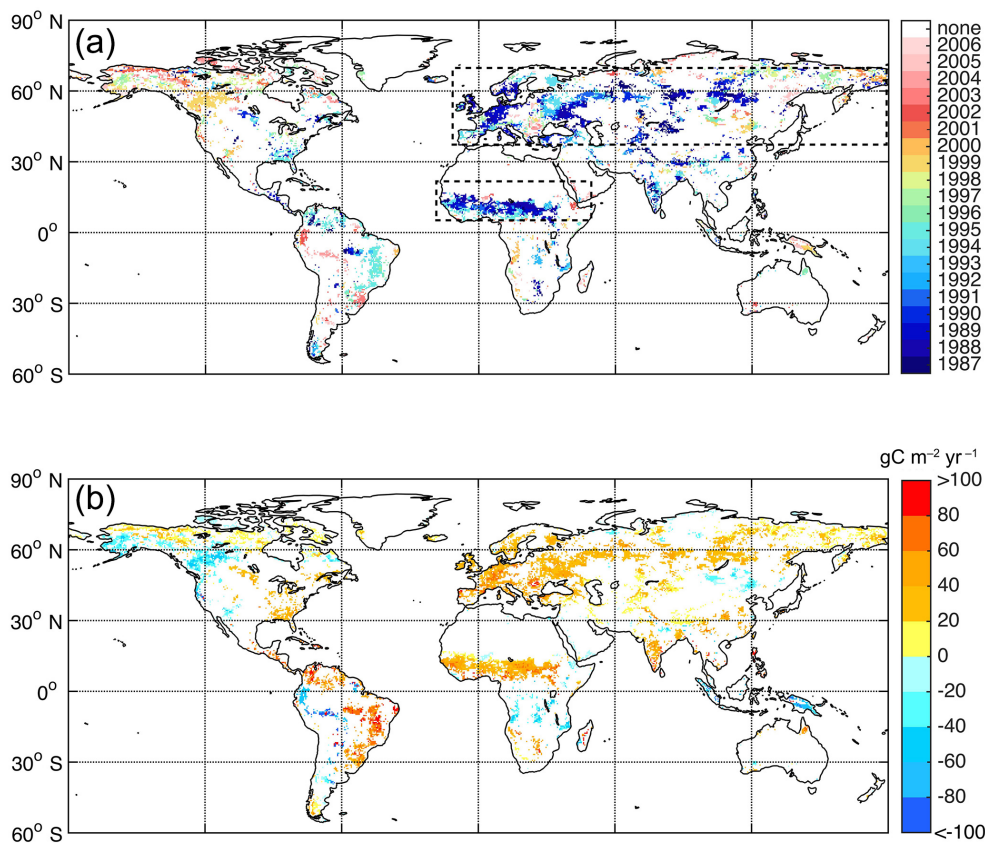 (a)
90° N
60° N
30° N
0°
30° S
60° S
none
2006
2005
2004
2003
2002
2001
2000
1999
1998
1997
1996
1995
1994
1993
1992
1991
1990
1989
1988
1987
(b)
90° N
60° N
30° N
0°
30° S
60° S
gC m⁻² yr⁻¹
>100
80
60
40
20
0
-20
-40
-60
-80
<-100